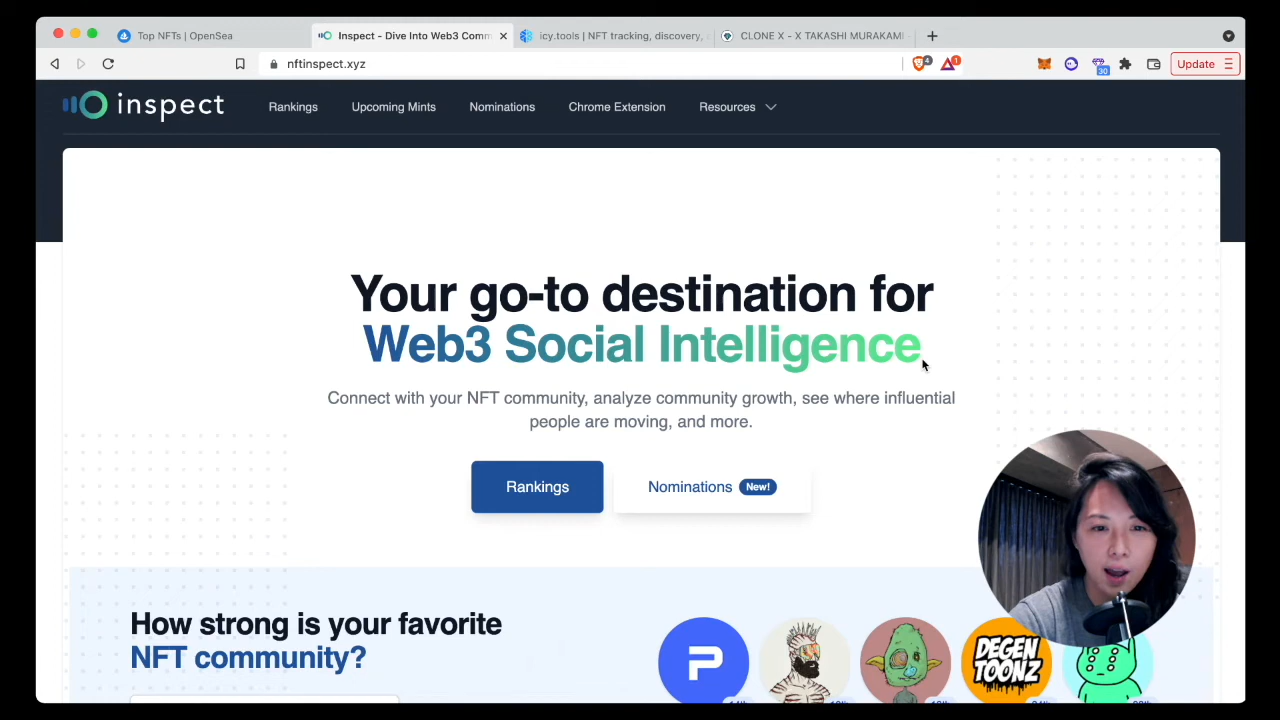 Top NFTs | OpenSea
Inspect - Dive Into Web3 Comm
icy.tools | NFT tracking, discovery,
CLONE X - X TAKASHI MURAKAMI -
nftinspect.xyz
4
1
30
Update
inspect
Rankings
Upcoming Mints
Nominations
Chrome Extension
Resources
Your go-to destination for
Web3 Social Intelligence
Connect with your NFT community, analyze community growth, see where influential
people are moving, and more.
Rankings
Nominations New!
How strong is your favorite
NFT community?
P
DEGEN
TOONZ